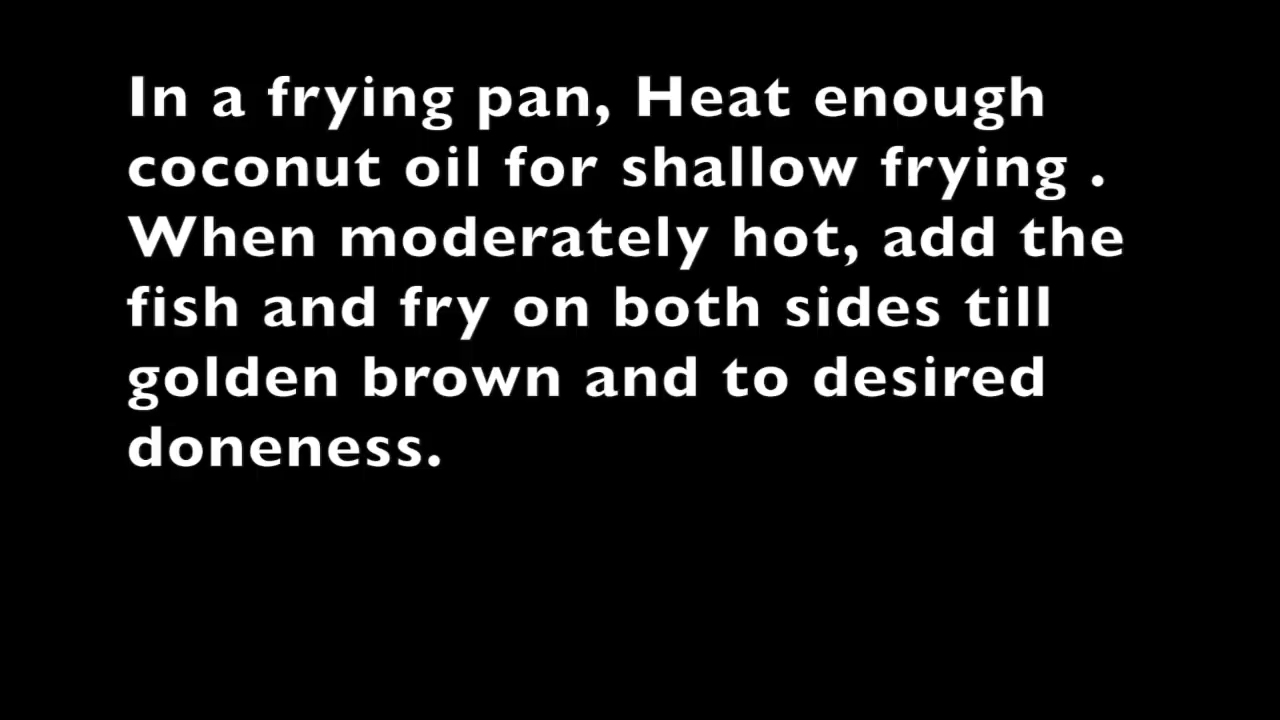 In a frying pan, Heat enough
coconut oil for shallow frying .
When moderately hot, add the
fish and fry on both sides till
golden brown and to desired
doneness.